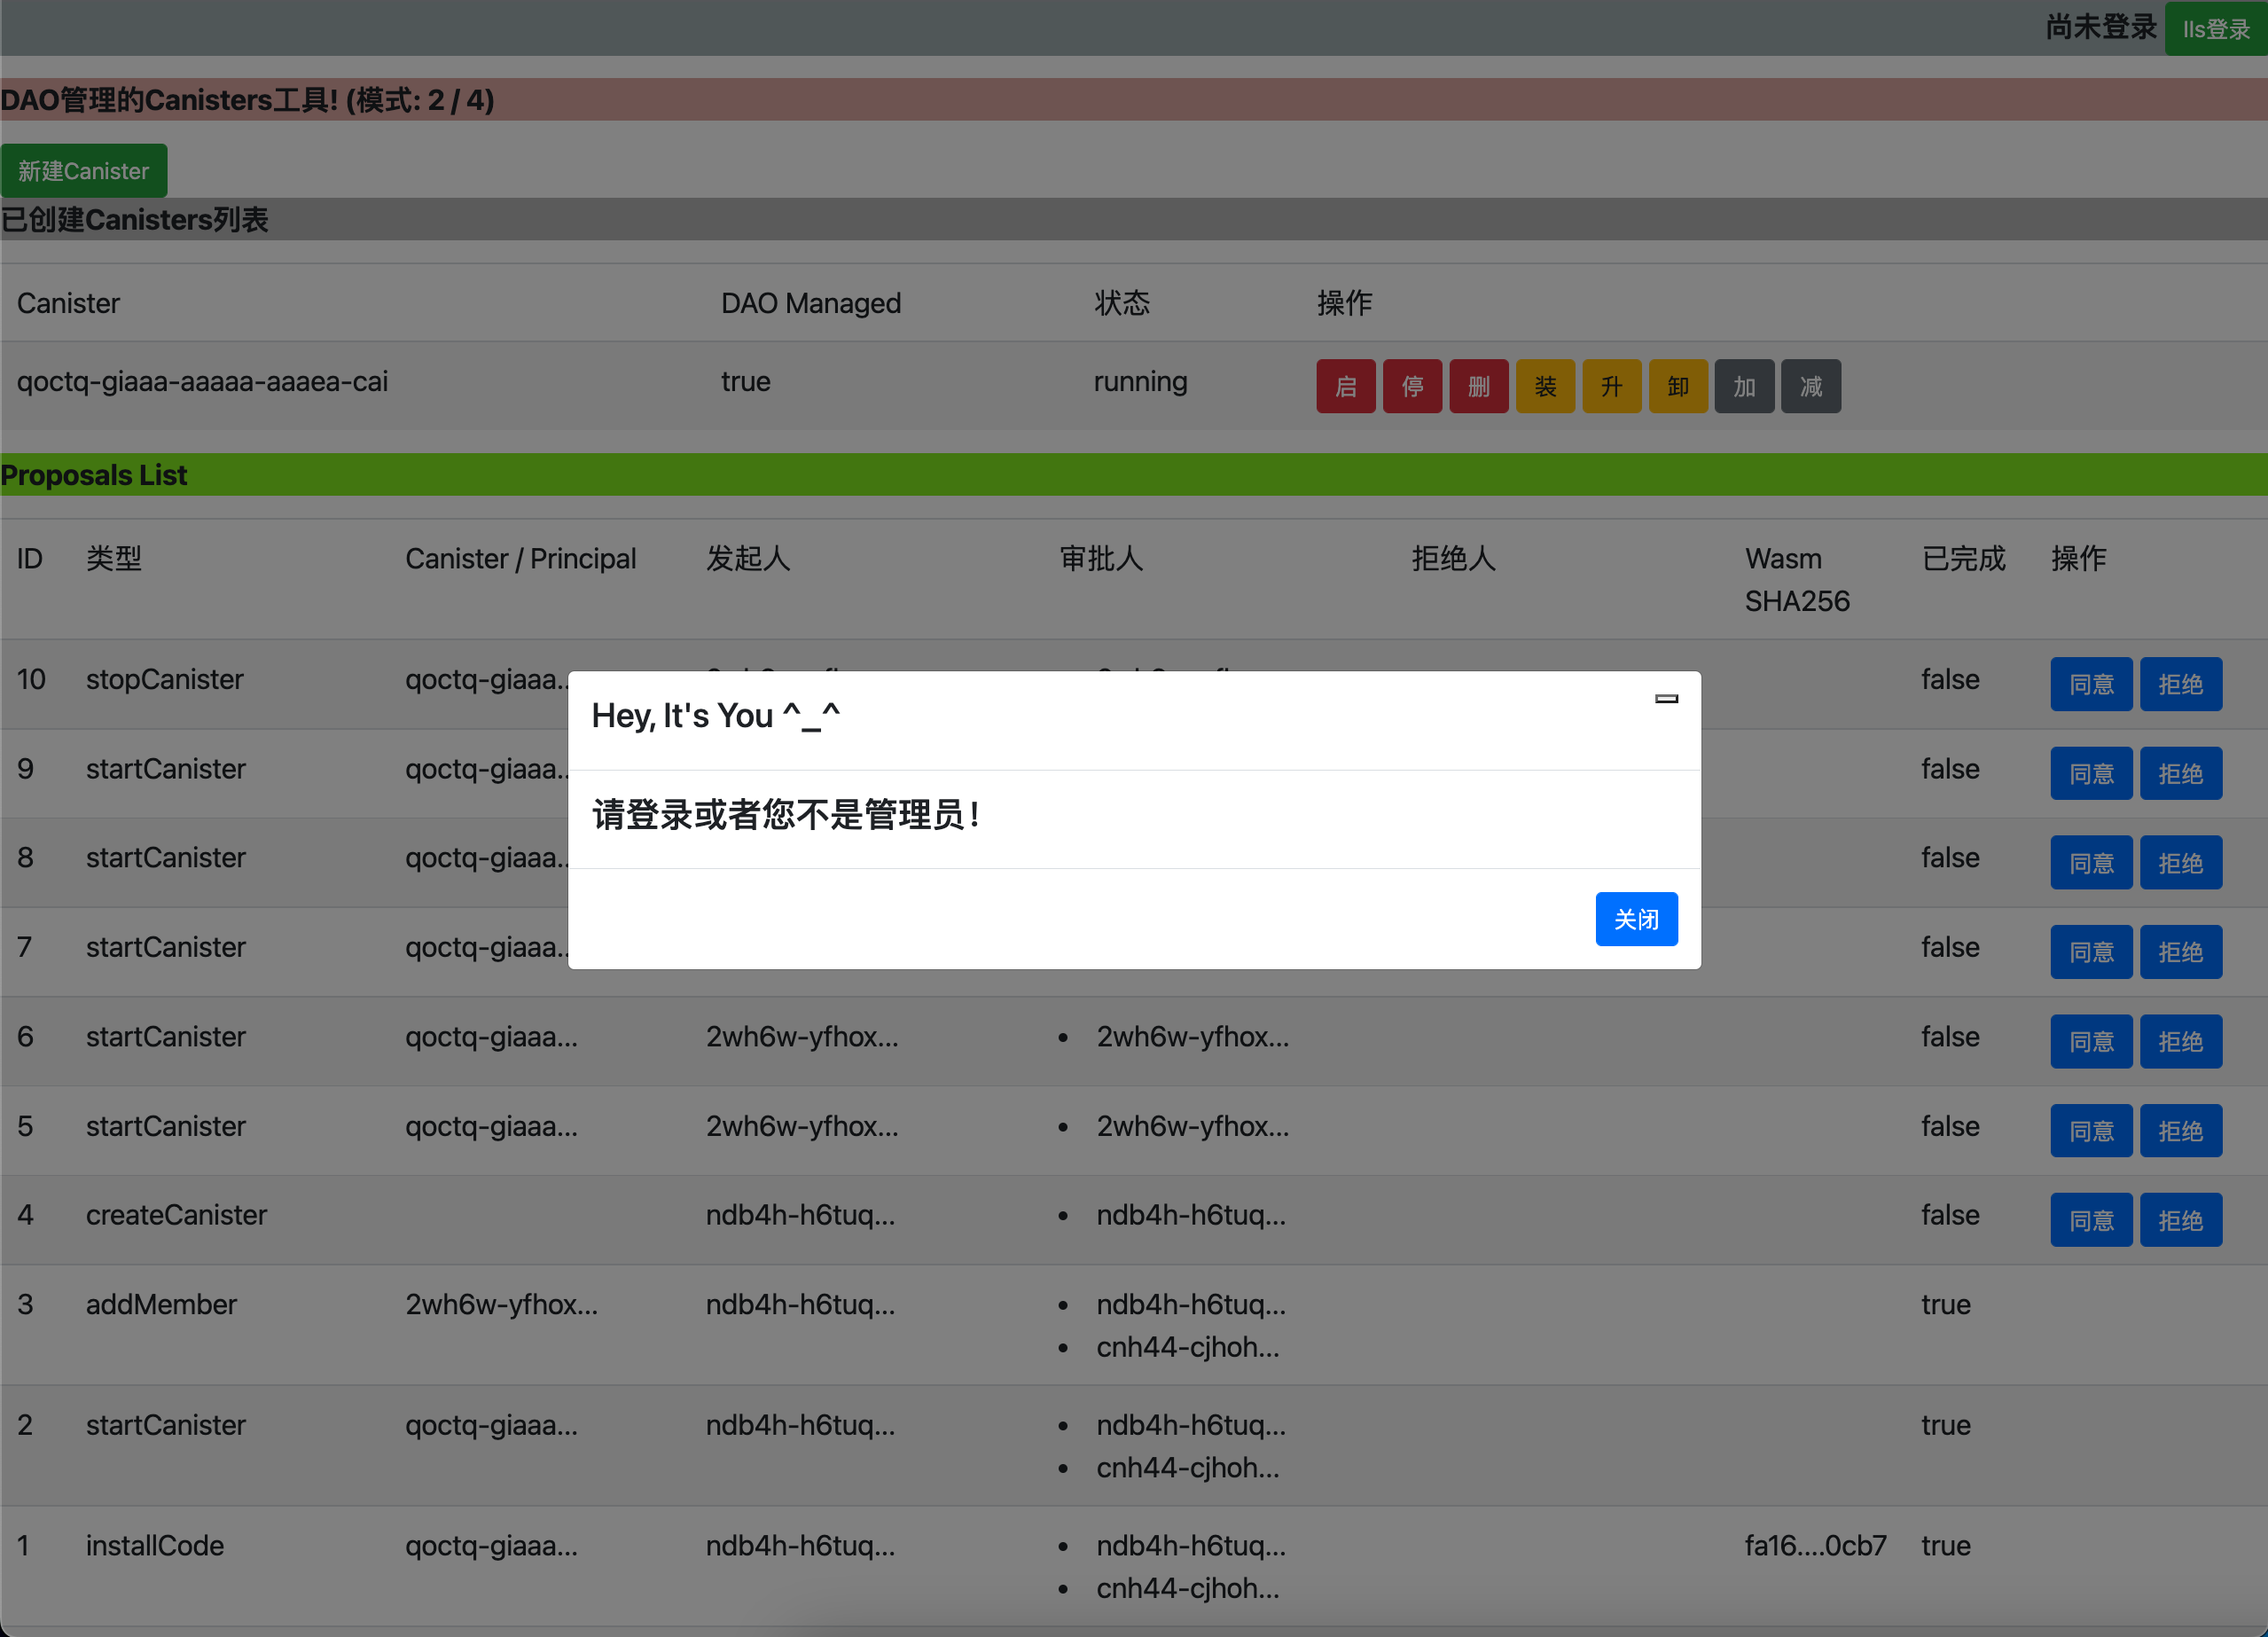 尚未登录 IIs登录
DAO管理的Canisters工具! (模式: 2 / 4)
新建Canister
已创建Canisters列表
Canister DAO Managed 状态 操作
qoctq-giaaa-aaaaa-aaaea-cai true running 启 停 删 装 升 卸 加 减
Proposals List
ID 类型 Canister / Principal 发起人 审批人 拒绝人 Wasm SHA256 已完成 操作
10 stopCanister qoctq-giaaa... false 同意 拒绝
Hey, It's You ^_^
9 startCanister qoctq-giaaa... false 同意 拒绝
请登录或者您不是管理员!
8 startCanister qoctq-giaaa... false 同意 拒绝
关闭
7 startCanister qoctq-giaaa... false 同意 拒绝
6 startCanister qoctq-giaaa... 2wh6w-yfhox... • 2wh6w-yfhox... false 同意 拒绝
5 startCanister qoctq-giaaa... 2wh6w-yfhox... • 2wh6w-yfhox... false 同意 拒绝
4 createCanister ndb4h-h6tuq... • ndb4h-h6tuq... false 同意 拒绝
3 addMember 2wh6w-yfhox... ndb4h-h6tuq... • ndb4h-h6tuq... true
• cnh44-cjhoh...
2 startCanister qoctq-giaaa... ndb4h-h6tuq... • ndb4h-h6tuq... true
• cnh44-cjhoh...
1 installCode qoctq-giaaa... ndb4h-h6tuq... • ndb4h-h6tuq... fa16....0cb7 true
• cnh44-cjhoh...